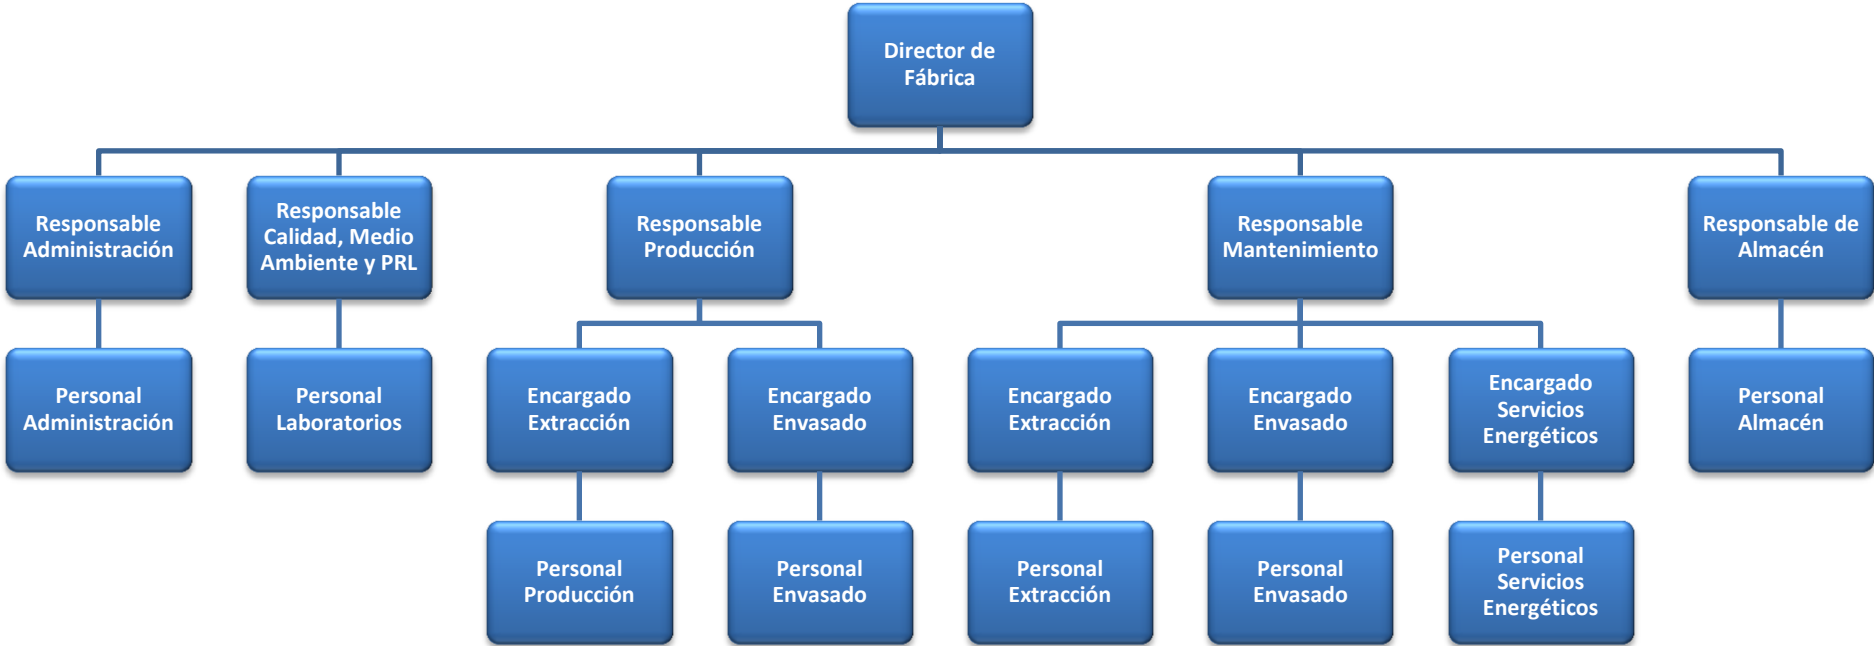 Director de
Fábrica
Responsable
Administración
Responsable
Calidad, Medio
Ambiente y PRL
Responsable
Producción
Responsable
Mantenimiento
Responsable de
Almacén
Personal
Administración
Personal
Laboratorios
Encargado
Extracción
Encargado
Envasado
Encargado
Extracción
Encargado
Envasado
Encargado
Servicios
Energéticos
Personal
Almacén
Personal
Producción
Personal
Envasado
Personal
Extracción
Personal
Envasado
Personal
Servicios
Energéticos